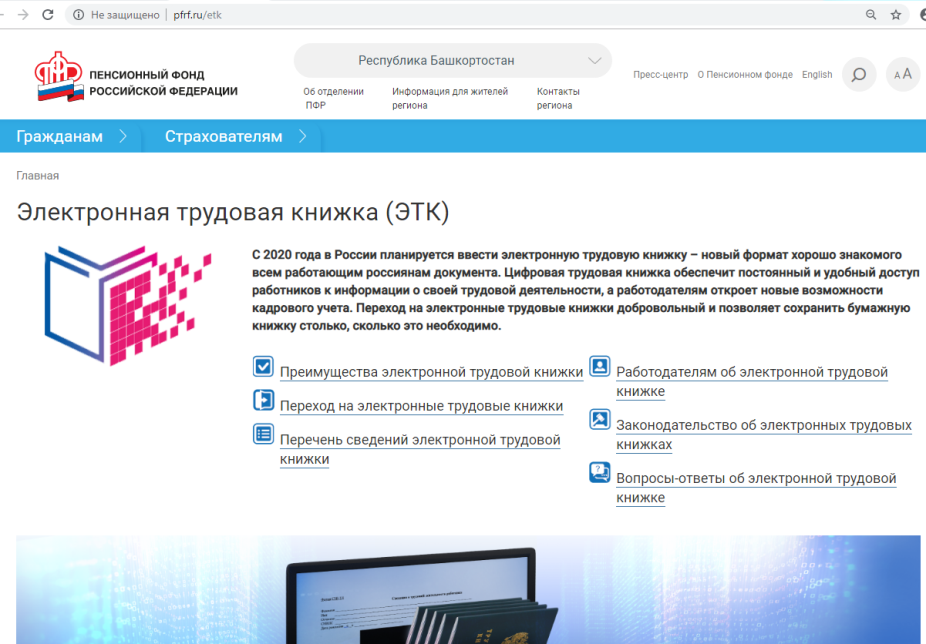 Не защищено | pfrf.ru/etk
ПЕНСИОННЫЙ ФОНД
РОССИЙСКОЙ ФЕДЕРАЦИИ
Республика Башкортостан
Об отделении
ПФР
Информация для жителей
региона
Контакты
региона
Пресс-центр О Пенсионном фонде English
А А
Гражданам
Страхователям
Главная
Электронная трудовая книжка (ЭТК)
С 2020 года в России планируется ввести электронную трудовую книжку – новый формат хорошо знакомого
всем работающим россиянам документа. Цифровая трудовая книжка обеспечит постоянный и удобный доступ
работников к информации о своей трудовой деятельности, а работодателям откроет новые возможности
кадрового учета. Переход на электронные трудовые книжки добровольный и позволяет сохранить бумажную
книжку столько, сколько это необходимо.
Преимущества электронной трудовой книжки
Переход на электронные трудовые книжки
Перечень сведений электронной трудовой
книжки
Работодателям об электронной трудовой
книжке
Законодательство об электронных трудовых
книжках
Вопросы-ответы об электронной трудовой
книжке